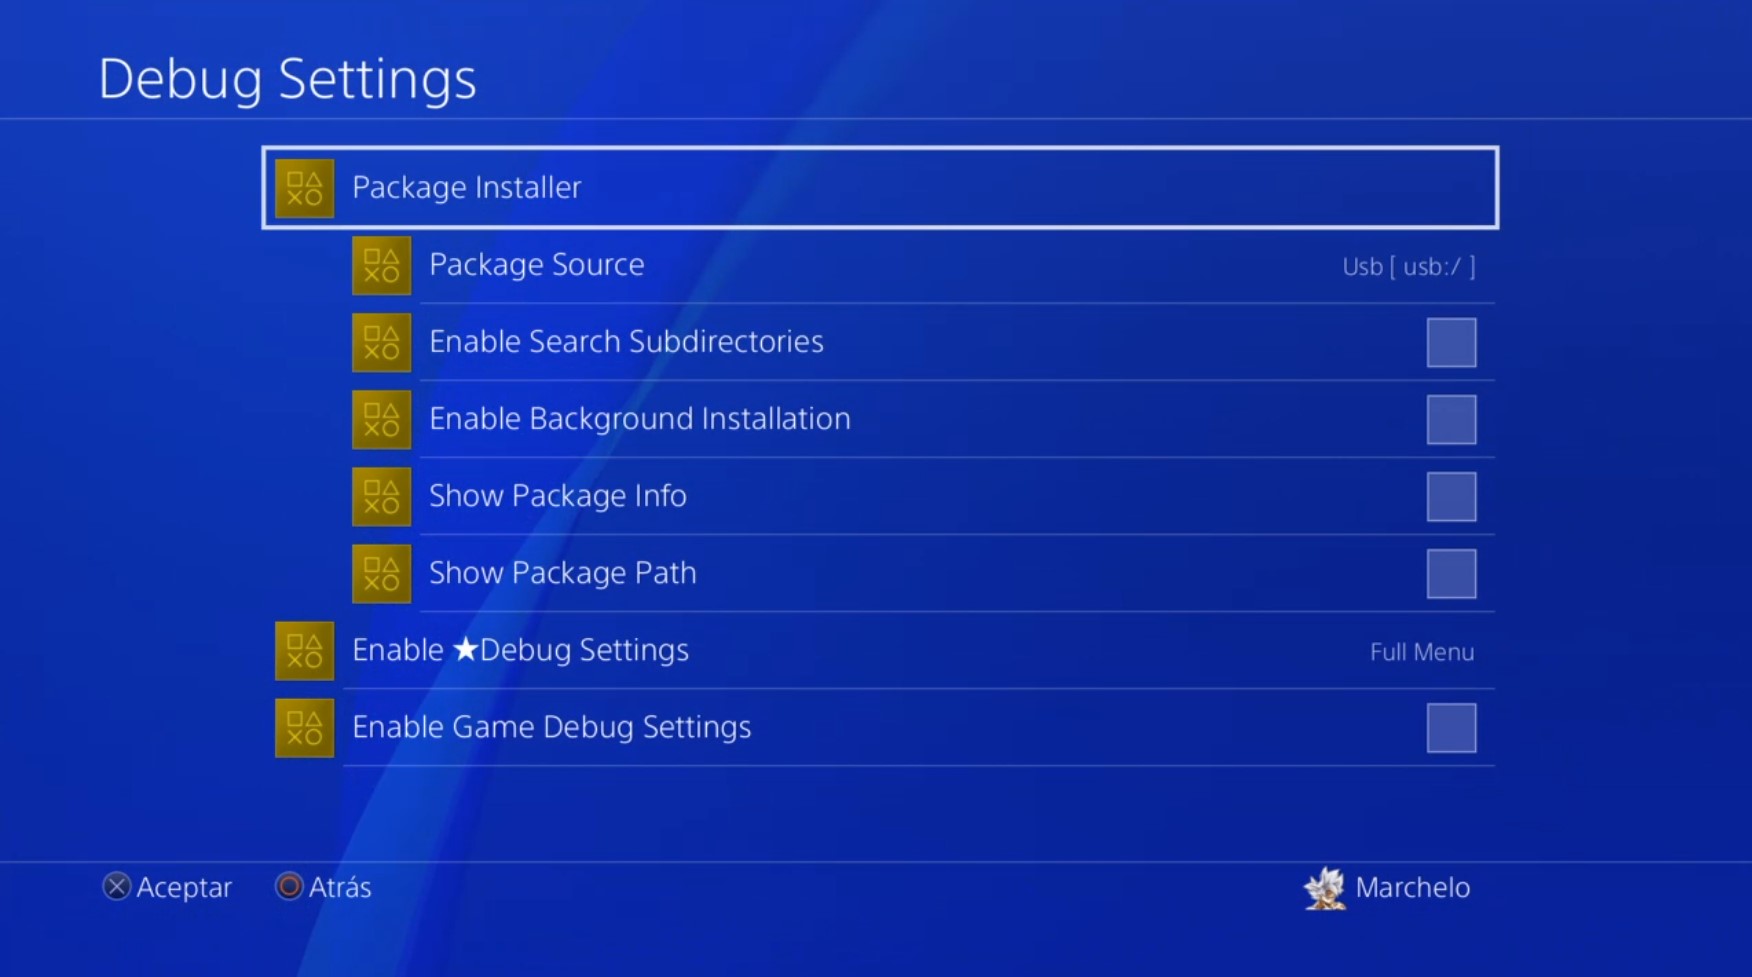 Debug Settings
Package Installer
Package Source Usb [ usb:/ ]
Enable Search Subdirectories
Enable Background Installation
Show Package Info
Show Package Path
Enable ★Debug Settings Full Menu
Enable Game Debug Settings
Aceptar Atrás Marchelo